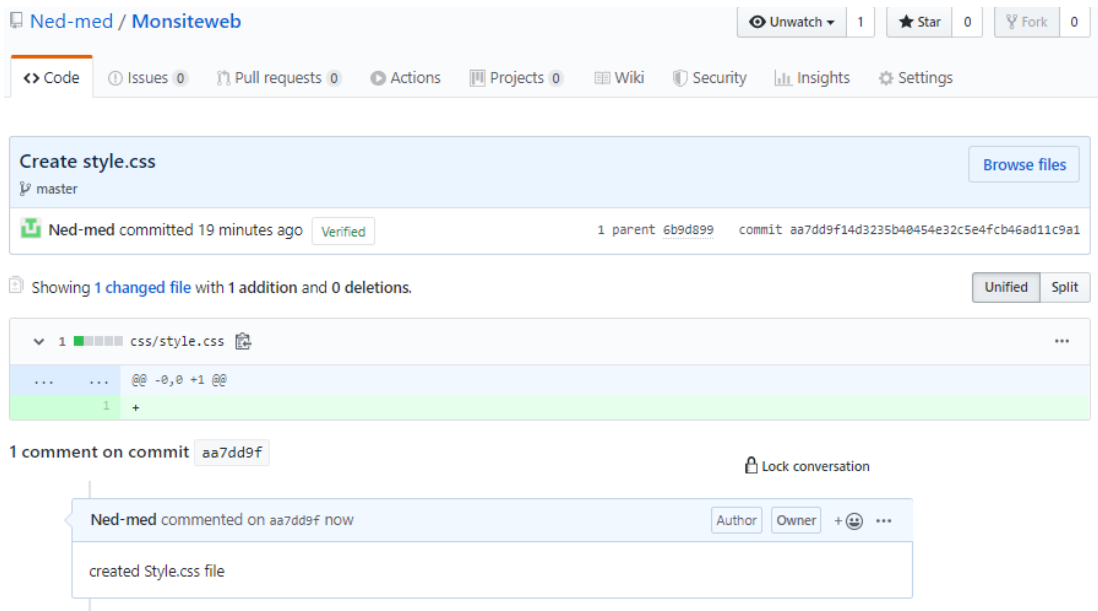 Ned-med / Monsiteweb Unwatch 1 Star 0 Fork 0
<> Code Issues 0 Pull requests 0 Actions Projects 0 Wiki Security Insights Settings
Create style.css Browse files
master
Ned-med committed 19 minutes ago Verified 1 parent 6b9d899 commit aa7dd9f14d3235b40454e32c5e4fcb46ad11c9a1
Showing 1 changed file with 1 addition and 0 deletions. Unified Split
1 css/style.css ...
... ... @@ -0,0 +1 @@
1 +
1 comment on commit aa7dd9f
Lock conversation
Ned-med commented on aa7dd9f now Author Owner + ...
created Style.css file